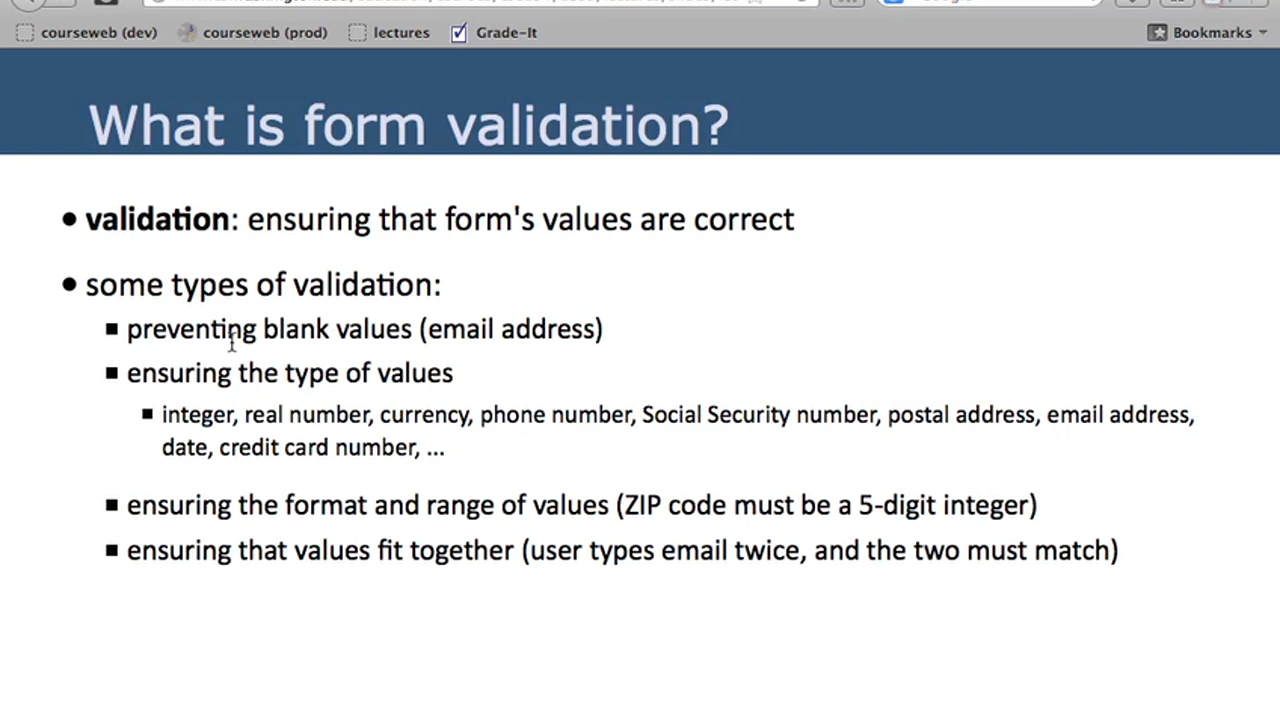 courseweb (dev) courseweb (prod) lectures Grade-It Bookmarks
What is form validation?
• validation: ensuring that form's values are correct
• some types of validation:
▪ preventing blank values (email address)
▪ ensuring the type of values
▪ integer, real number, currency, phone number, Social Security number, postal address, email address,
date, credit card number, ...
▪ ensuring the format and range of values (ZIP code must be a 5-digit integer)
▪ ensuring that values fit together (user types email twice, and the two must match)